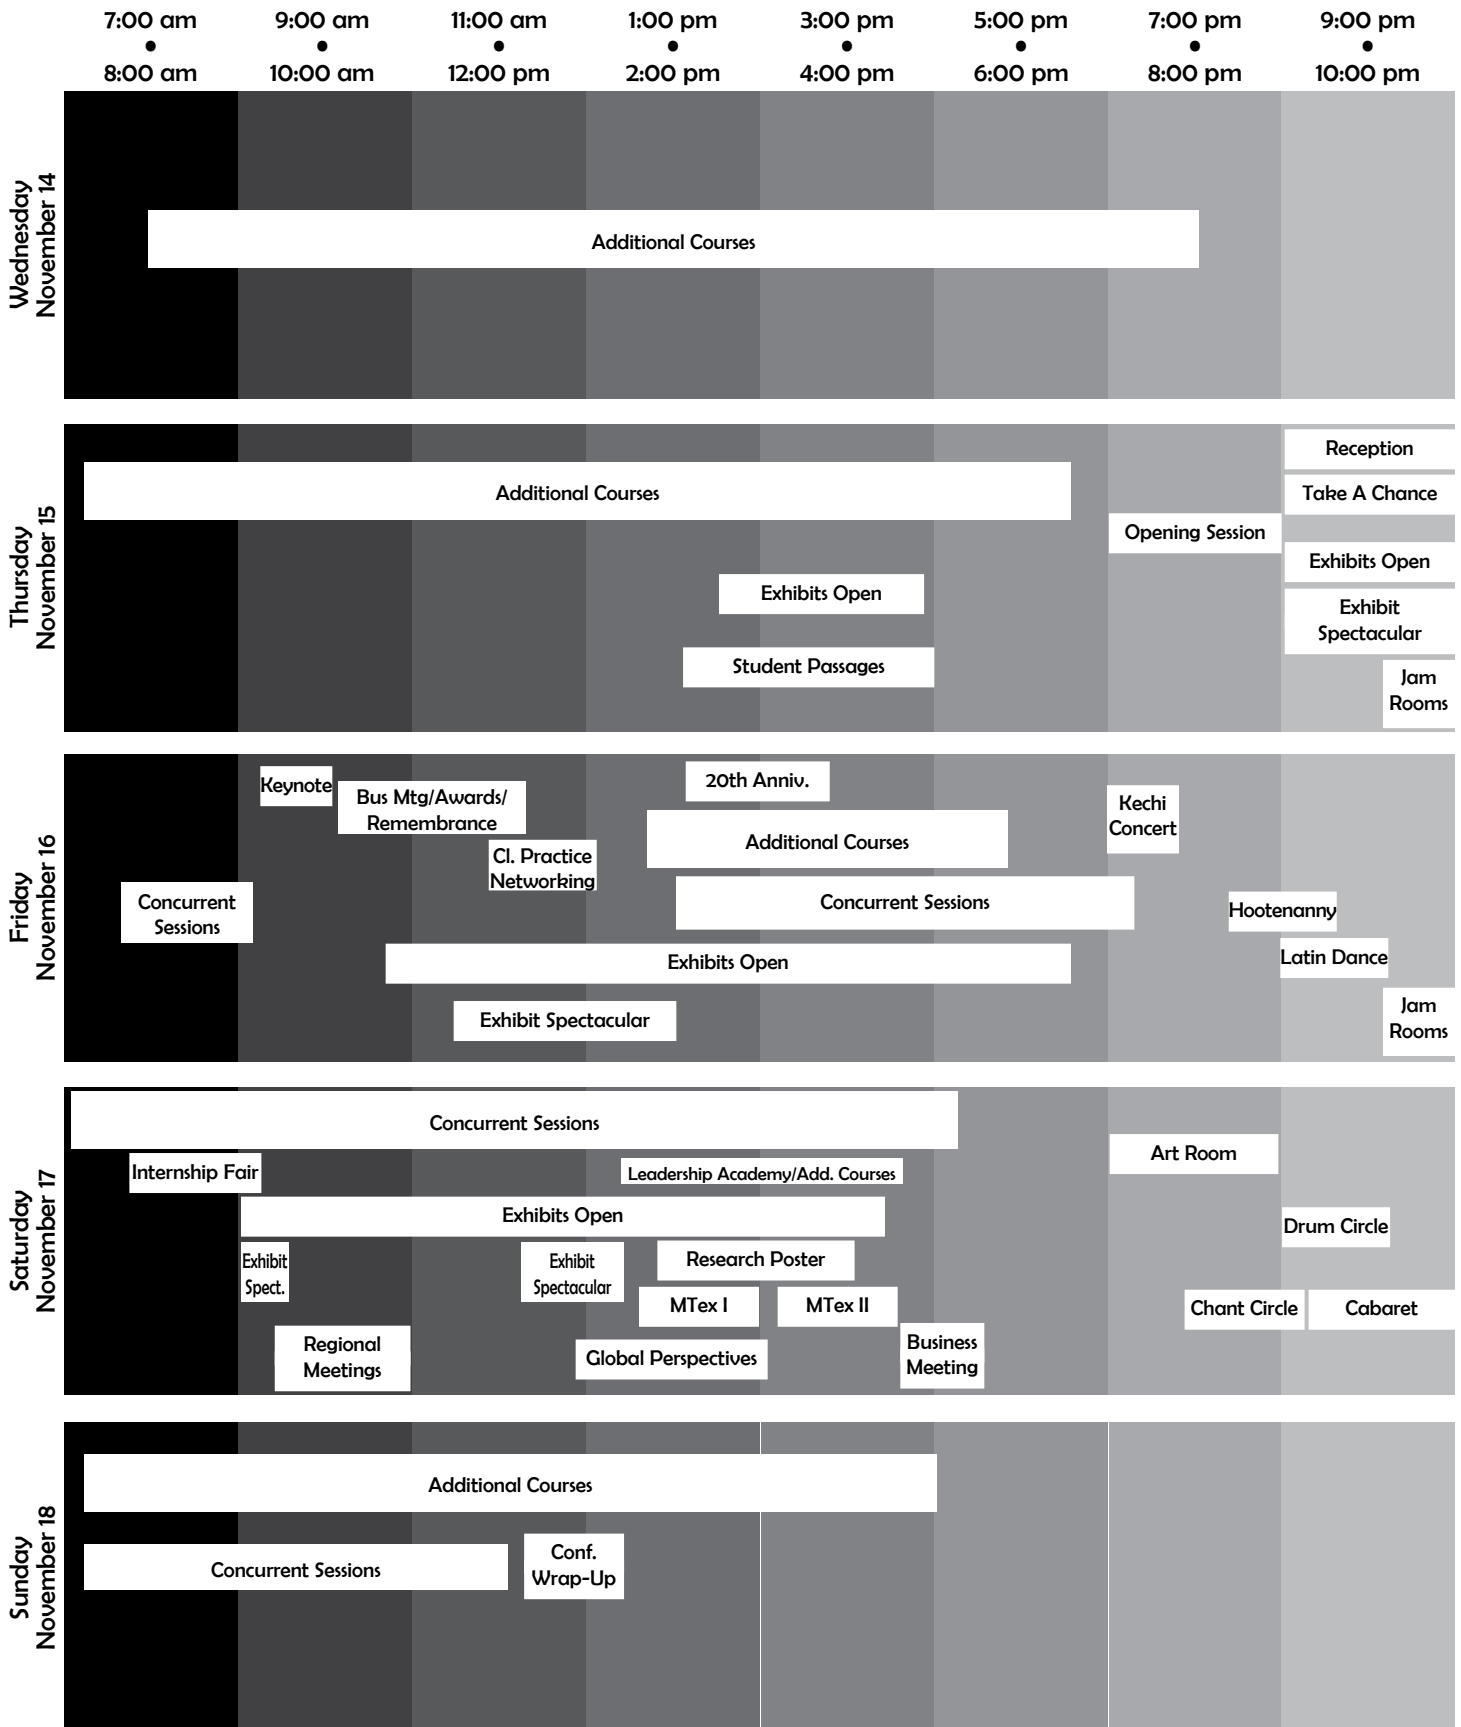 7:00 am 9:00 am 11:00 am 1:00 pm 3:00 pm 5:00 pm 7:00 pm 9:00 pm
• • • • • • • •
8:00 am 10:00 am 12:00 pm 2:00 pm 4:00 pm 6:00 pm 8:00 pm 10:00 pm
Wednesday
November 14
Additional Courses
Thursday
November 15
Reception
Additional Courses
Take A Chance
Opening Session
Exhibits Open
Exhibits Open
Exhibit
Spectacular
Student Passages
Jam
Rooms
Friday
November 16
Keynote
Bus Mtg/Awards/
Remembrance
20th Anniv.
Kechi
Concert
Additional Courses
Cl. Practice
Networking
Concurrent
Sessions
Concurrent Sessions
Hootenanny
Exhibits Open
Latin Dance
Exhibit Spectacular
Jam
Rooms
Saturday
November 17
Concurrent Sessions
Art Room
Internship Fair
Leadership Academy/Add. Courses
Exhibits Open
Drum Circle
Exhibit
Spect.
Exhibit
Spectacular
Research Poster
MTex I
MTex II
Chant Circle
Cabaret
Regional
Meetings
Global Perspectives
Business
Meeting
Sunday
November 18
Additional Courses
Concurrent Sessions
Conf.
Wrap-Up